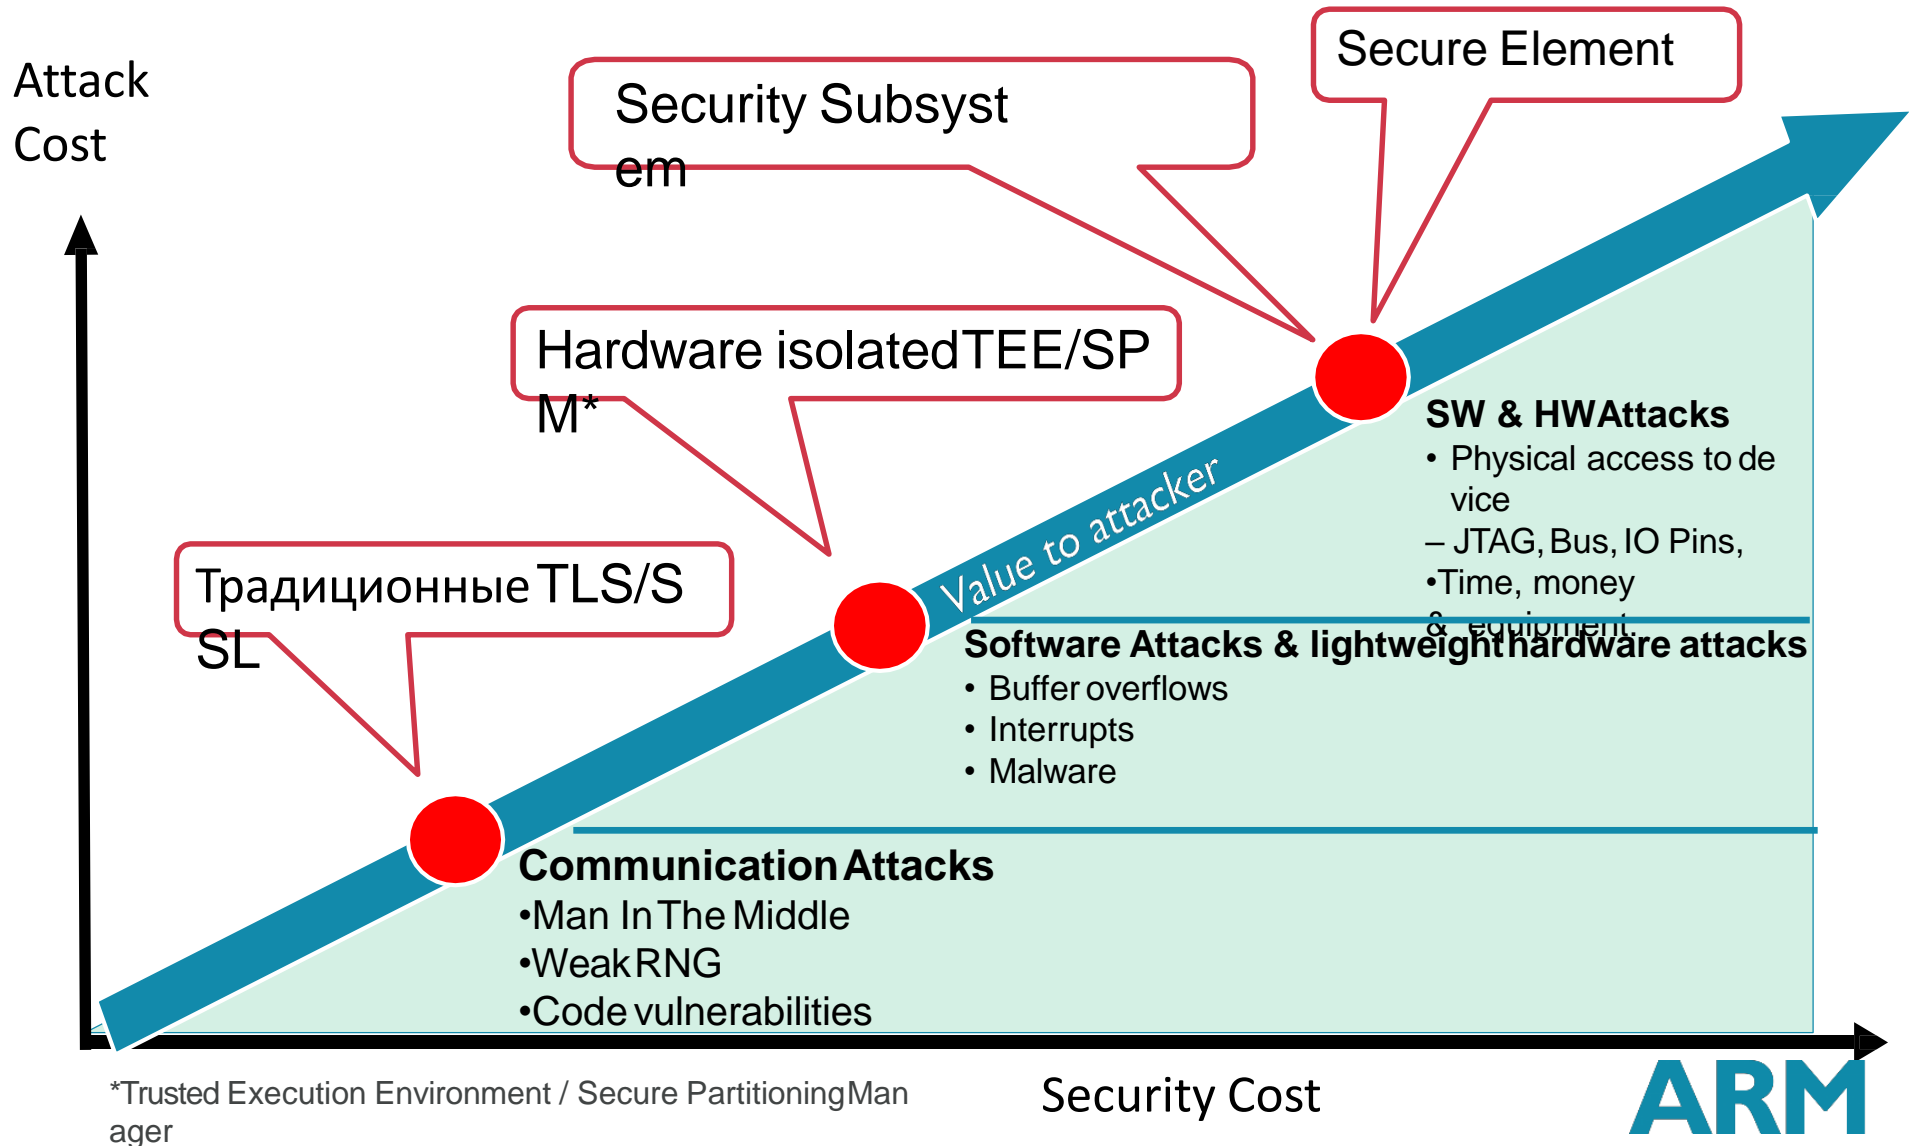 Attack
Cost
Security Subsyst
em
Secure Element
Hardware isolated TEE/SP
M*
Традиционные TLS/S
SL
Value to attacker
SW & HW Attacks
• Physical access to de
vice
– JTAG, Bus, IO Pins,
•Time, money
& equipment.
Software Attacks & lightweight hardware attacks
• Buffer overflows
• Interrupts
• Malware
Communication Attacks
•Man In The Middle
•Weak RNG
•Code vulnerabilities
*Trusted Execution Environment / Secure Partitioning Man
ager
Security Cost
ARM